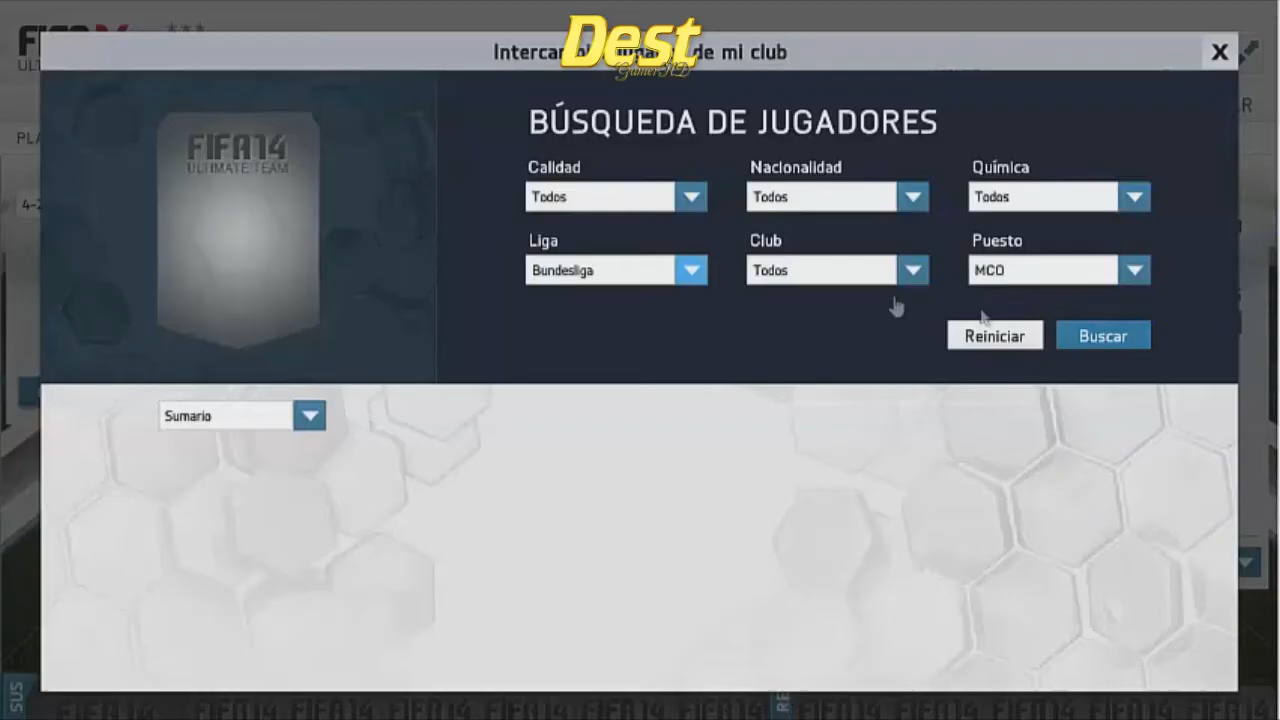 Dest
GamerHD
de mi club
X
BÚSQUEDA DE JUGADORES
FIFA14
ULTIMATE TEAM
Calidad Nacionalidad Química
Todos Todos Todos
Liga Club Puesto
Bundesliga Todos MCO
Reiniciar Buscar
Sumario
SUS